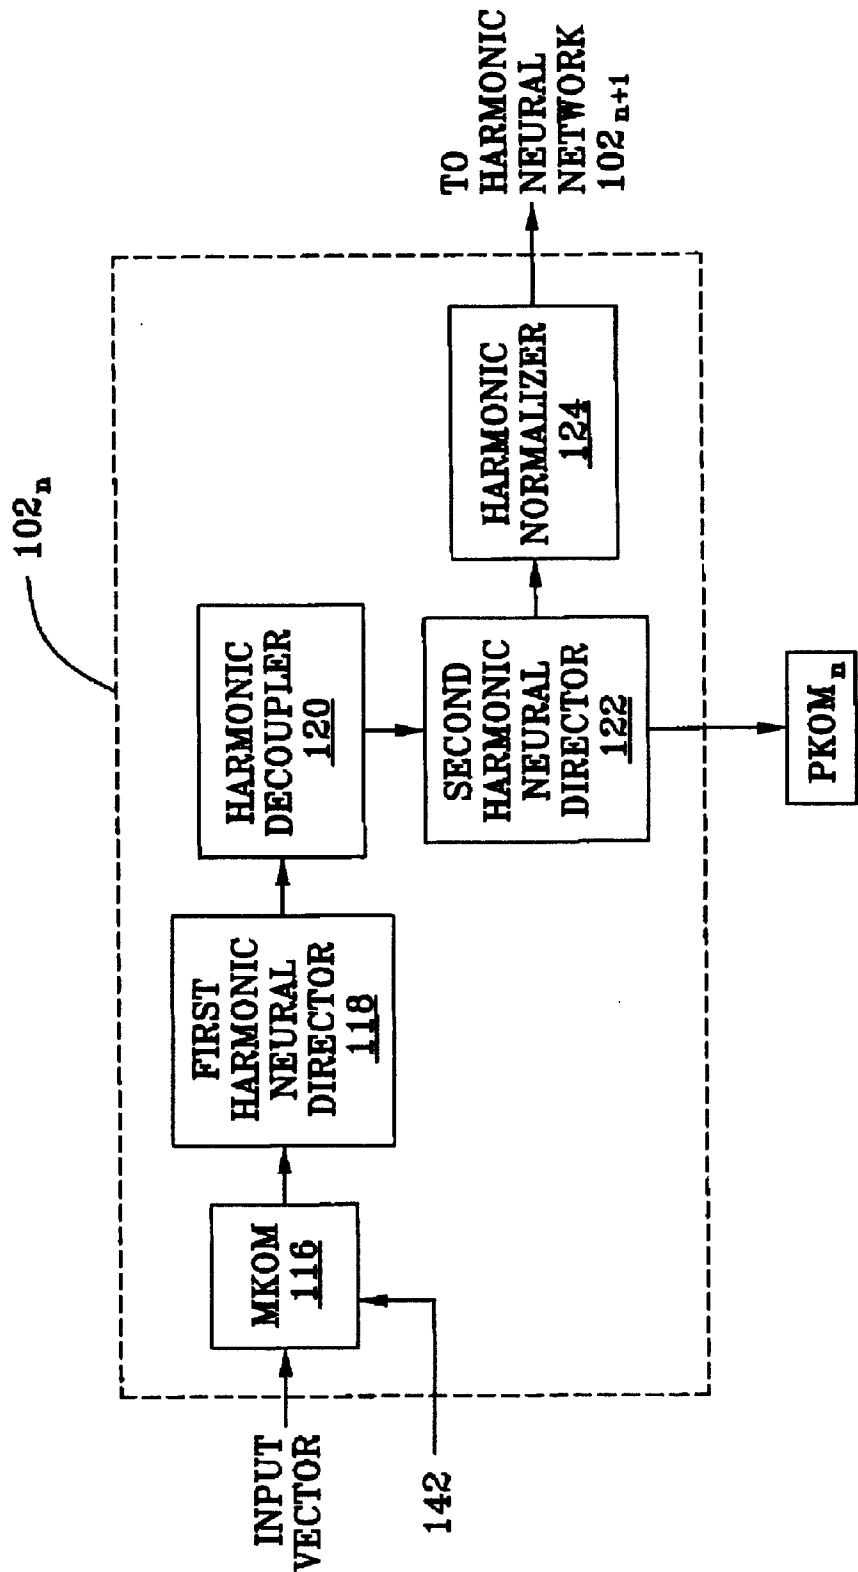 102n
INPUT
VECTOR
142
MKOM
116
FIRST
HARMONIC
NEURAL
DIRECTOR
118
HARMONIC
DECOUPLER
120
SECOND
HARMONIC
NEURAL
DIRECTOR
122
HARMONIC
NORMALIZER
124
TO
HARMONIC
NEURAL
NETWORK
102n+1
PKOMn